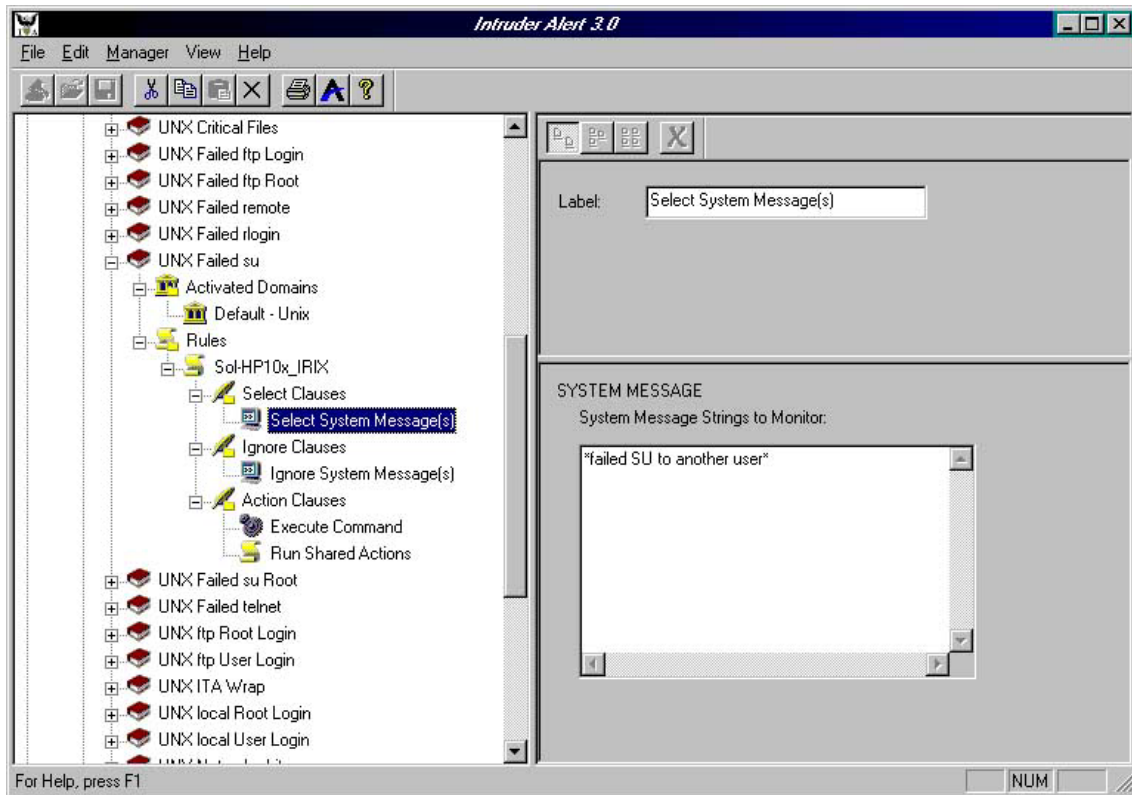 Intruder Alert 3.0
File Edit Manager View Help
UNX Critical Files
UNX Failed ftp Login
UNX Failed ftp Root
UNX Failed remote
UNX Failed rlogin
UNX Failed su
Activated Domains
Default - Unix
Rules
Sol-HP10x_IRIX
Select Clauses
Select System Message(s)
Ignore Clauses
Ignore System Message(s)
Action Clauses
Execute Command
Run Shared Actions
UNX Failed su Root
UNX Failed telnet
UNX ftp Root Login
UNX ftp User Login
UNX ITA Wrap
UNX local Root Login
UNX local User Login
Label: Select System Message(s)
SYSTEM MESSAGE
System Message Strings to Monitor:
*failed SU to another user*
For Help, press F1
NUM